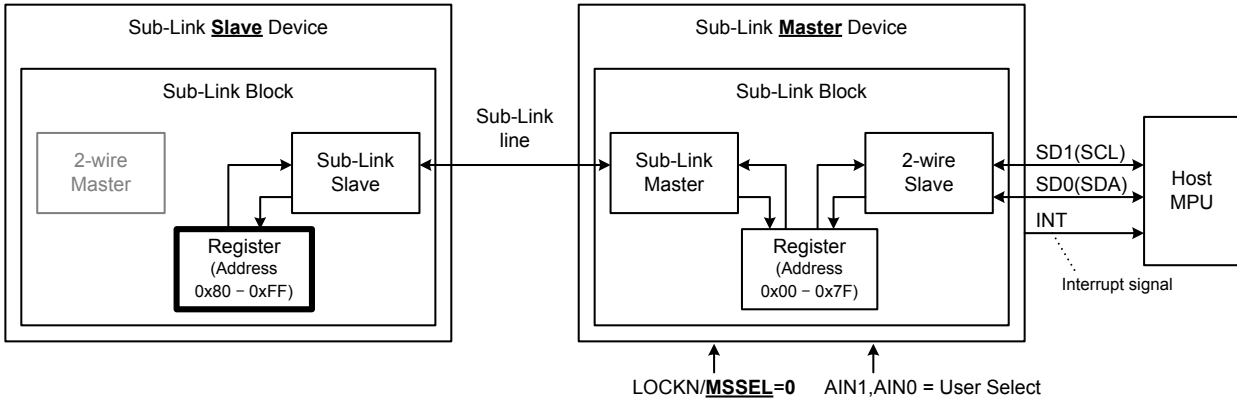 Sub-Link Slave Device
Sub-Link Block
2-wire
Master
Sub-Link
Slave
Register
(Address
0x80 – 0xFF)
Sub-Link
line
Sub-Link Master Device
Sub-Link Block
Sub-Link
Master
2-wire
Slave
Register
(Address
0x00 – 0x7F)
SD1(SCL)
SD0(SDA)
INT
Host
MPU
Interrupt signal
LOCKN/MSSEL=0
AIN1,AIN0 = User Select